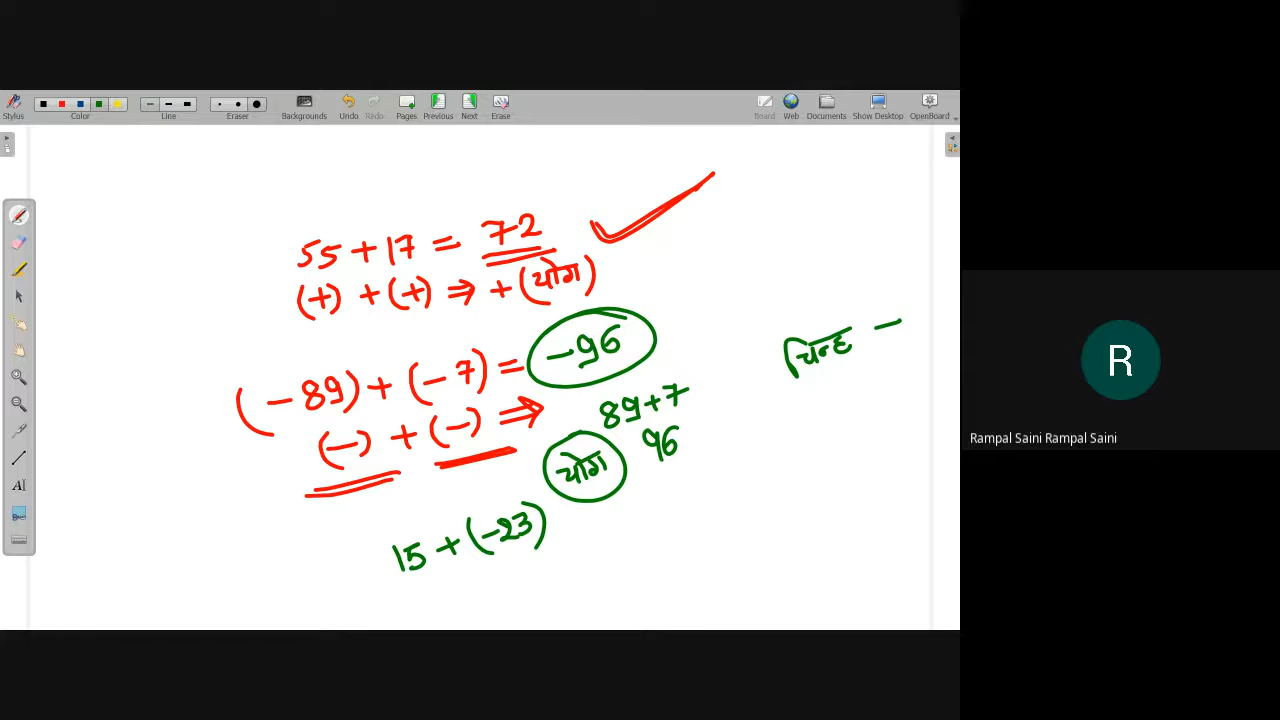 Stylus Color Line Eraser Backgrounds Undo Redo Pages Previous Next Erase Board Web Documents Show Desktop OpenBoard
55 + 17 = 72
(+) + (+) ⇒ + (योग)
(-89) + (-7) = -96
चिन्ह -
(-) + (-) ⇒
89+7
योग
96
15 + (-23)
R
Rampal Saini Rampal Saini